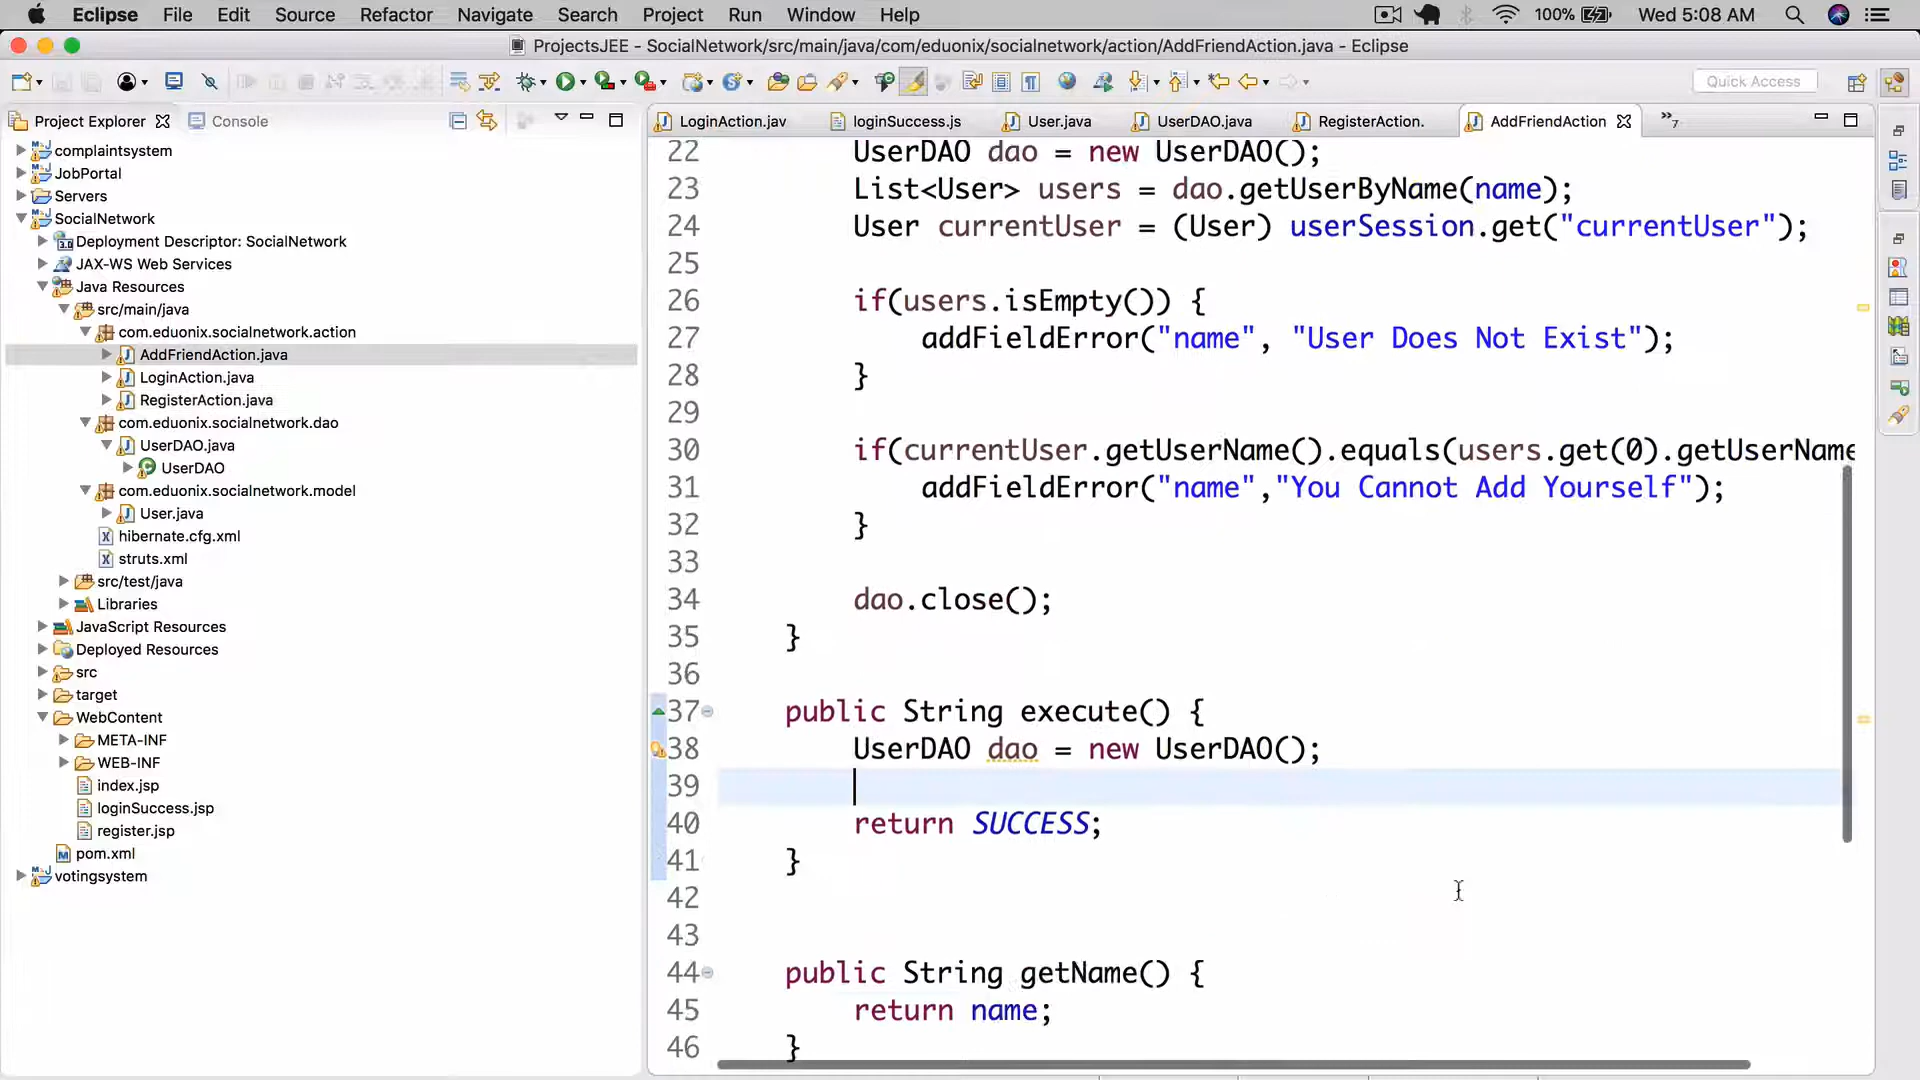 Eclipse File Edit Source Refactor Navigate Search Project Run Window Help 100% Wed 5:08 AM
ProjectsJEE - SocialNetwork/src/main/java/com/eduonix/socialnetwork/action/AddFriendAction.java - Eclipse
Quick Access
Project Explorer Console
LoginAction.jav loginSuccess.js User.java UserDAO.java RegisterAction. AddFriendAction »7
complaintsystem
JobPortal
Servers
SocialNetwork
Deployment Descriptor: SocialNetwork
JAX-WS Web Services
Java Resources
src/main/java
com.eduonix.socialnetwork.action
AddFriendAction.java
LoginAction.java
RegisterAction.java
com.eduonix.socialnetwork.dao
UserDAO.java
UserDAO
com.eduonix.socialnetwork.model
User.java
hibernate.cfg.xml
struts.xml
src/test/java
Libraries
JavaScript Resources
Deployed Resources
src
target
WebContent
META-INF
WEB-INF
index.jsp
loginSuccess.jsp
register.jsp
pom.xml
votingsystem
22 UserDAO dao = new UserDAO();
23 List<User> users = dao.getUserByName(name);
24 User currentUser = (User) userSession.get("currentUser");
25
26 if(users.isEmpty()) {
27 addFieldError("name", "User Does Not Exist");
28 }
29
30 if(currentUser.getUserName().equals(users.get(0).getUserName
31 addFieldError("name","You Cannot Add Yourself");
32 }
33
34 dao.close();
35 }
36
37 public String execute() {
38 UserDAO dao = new UserDAO();
39
40 return SUCCESS;
41 }
42
43
44 public String getName() {
45 return name;
46 }